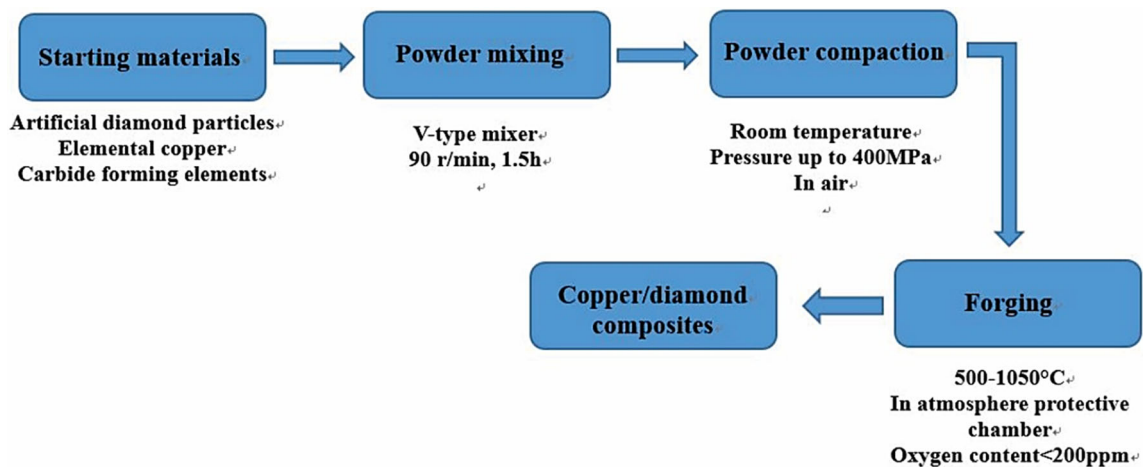 Starting materials
Artificial diamond particles
Elemental copper
Carbide forming elements
Powder mixing
V-type mixer
90 r/min, 1.5h
Powder compaction
Room temperature
Pressure up to 400MPa
In air
Forging
500-1050°C
In atmosphere protective
chamber
Oxygen content<200ppm
Copper/diamond
composites